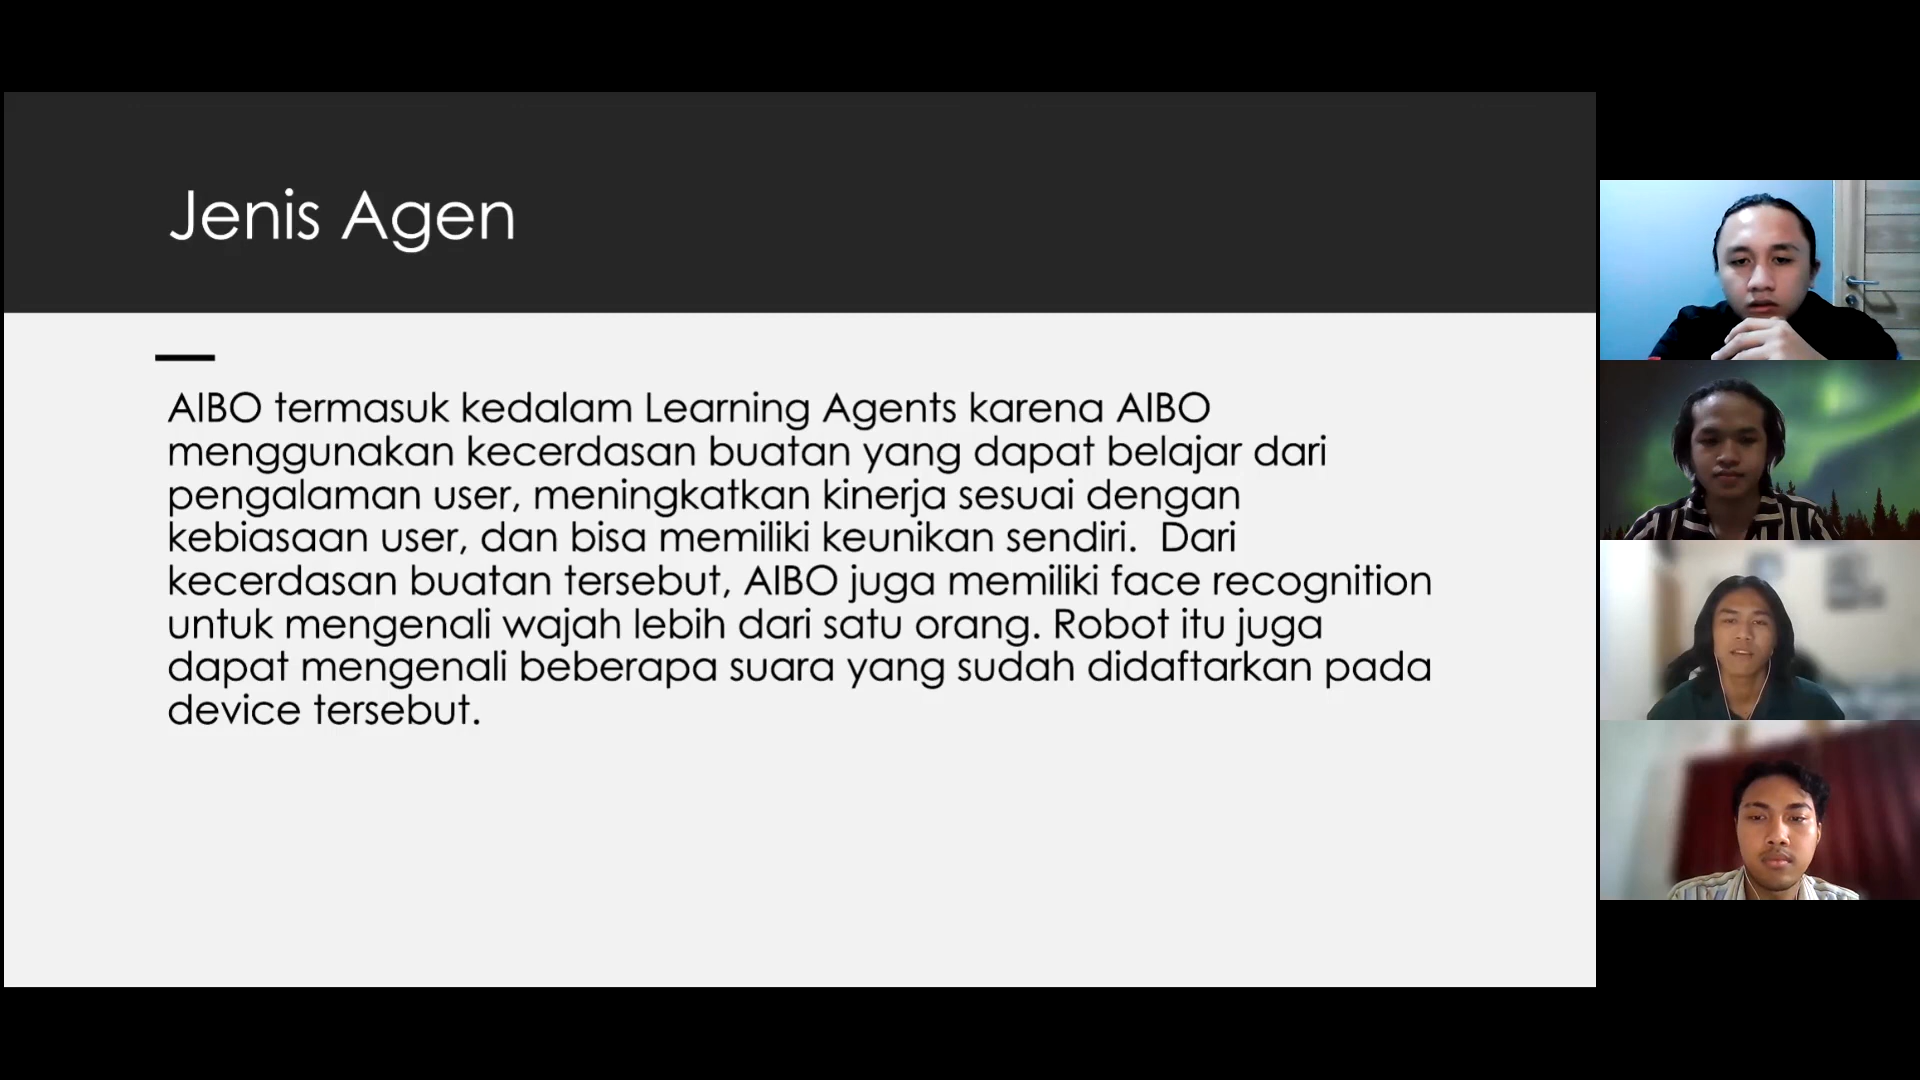 Jenis Agen
AIBO termasuk kedalam Learning Agents karena AIBO
menggunakan kecerdasan buatan yang dapat belajar dari
pengalaman user, meningkatkan kinerja sesuai dengan
kebiasaan user, dan bisa memiliki keunikan sendiri.  Dari
kecerdasan buatan tersebut, AIBO juga memiliki face recognition
untuk mengenali wajah lebih dari satu orang. Robot itu juga
dapat mengenali beberapa suara yang sudah didaftarkan pada
device tersebut.